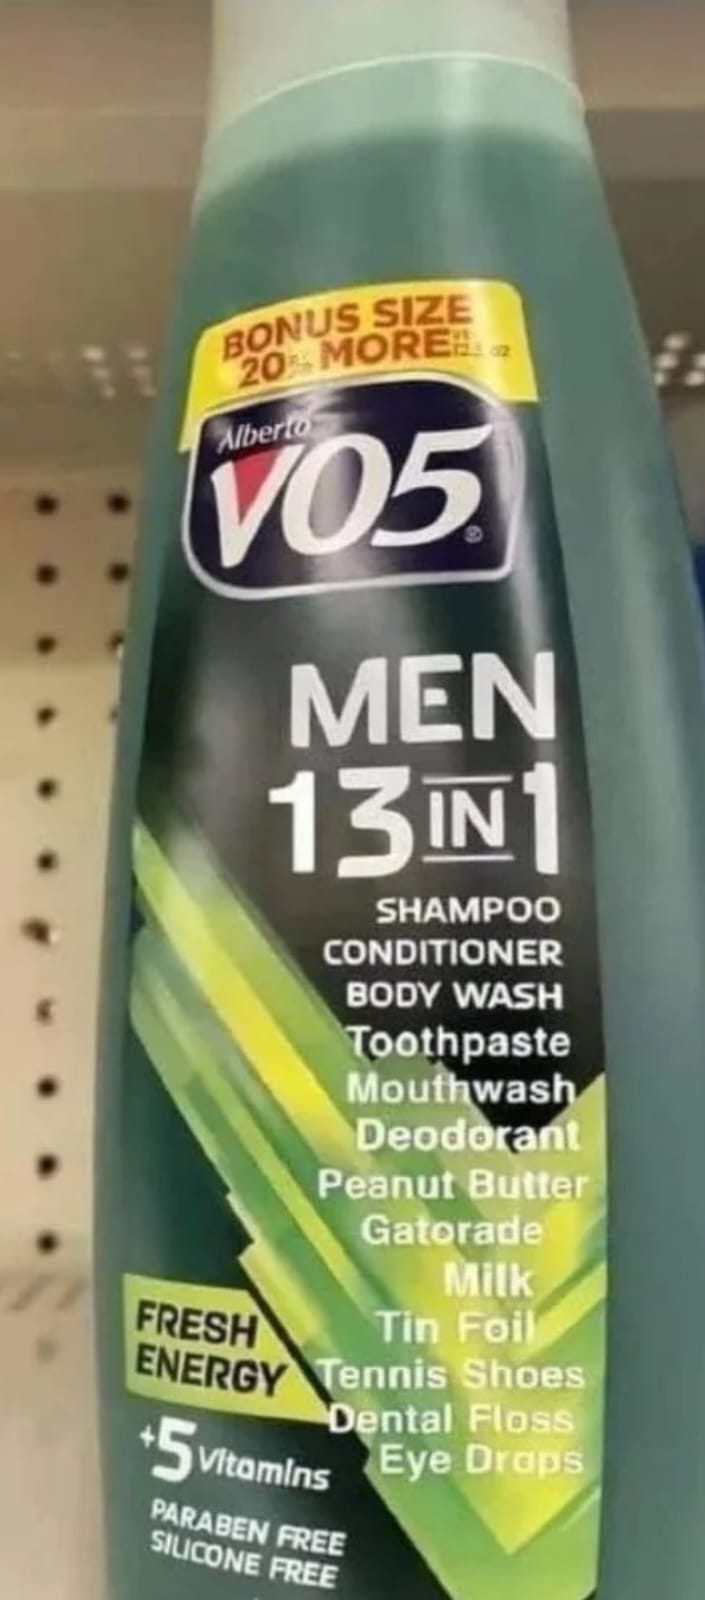 BONUS SIZE
20% MORE
Alberto
VO5®
MEN
13 IN 1
SHAMPOO
CONDITIONER
BODY WASH
Toothpaste
Mouthwash
Deodorant
Peanut Butter
Gatorade
Milk
Tin Foil
Tennis Shoes
Dental Floss
Eye Drops
FRESH
ENERGY
+5 Vitamins
PARABEN FREE
SILICONE FREE